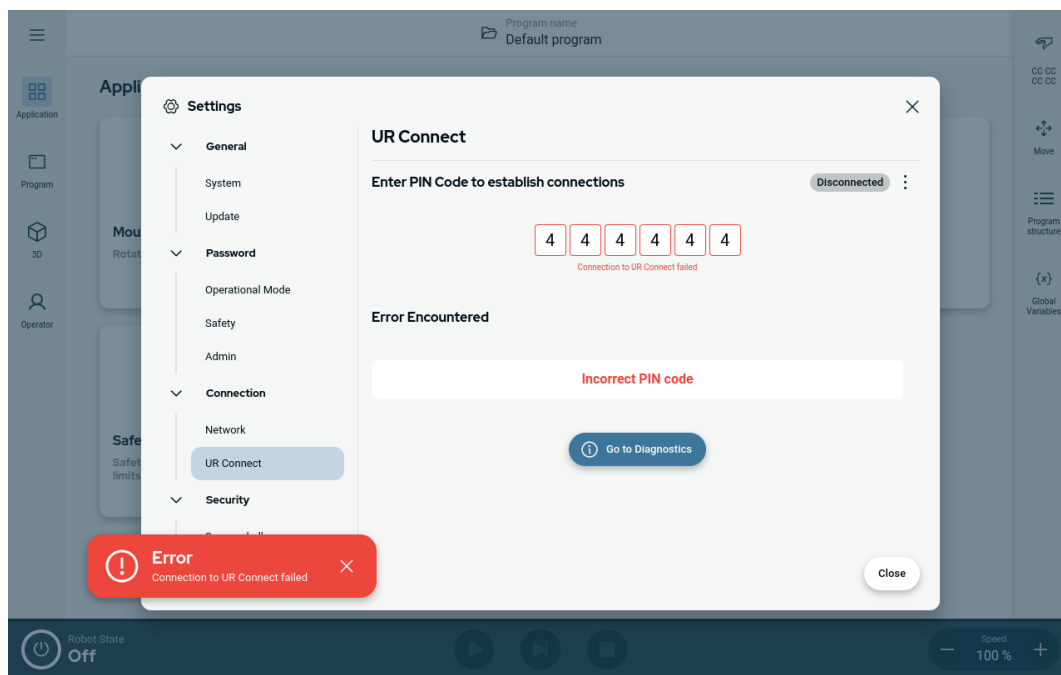 Program name
Default program
Application
Program
3D
Operator
Appli
Mou
Rotat
Safe
Safet
limits
Settings
General
System
Update
Password
Operational Mode
Safety
Admin
Connection
Network
UR Connect
Security
UR Connect
Enter PIN Code to establish connections
Disconnected
4 4 4 4 4 4
Connection to UR Connect failed
Error Encountered
Incorrect PIN code
Go to Diagnostics
Close
Error
Connection to UR Connect failed
CC CC
CC CC
Move
Program
structure
{x}
Global
Variables
Robot State
Off
Speed
100 %